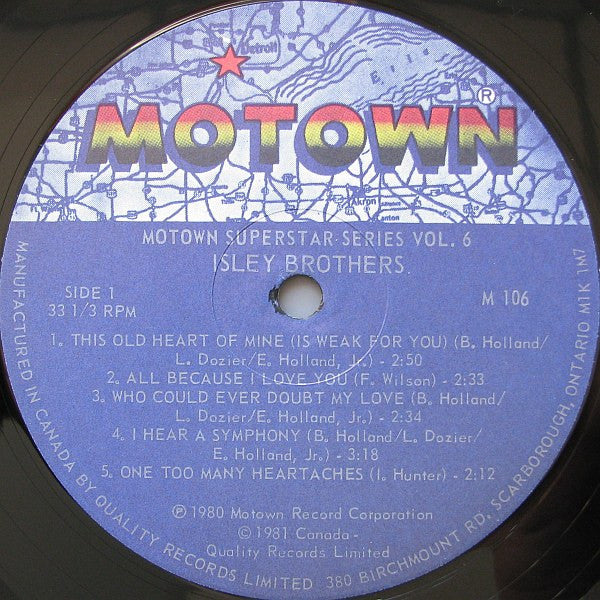 Detroit
Erie
MOTOWN®
Akron
Canton
MOTOWN SUPERSTAR SERIES VOL. 6
ISLEY BROTHERS
SIDE 1
33 1/3 RPM
M 106
1. THIS OLD HEART OF MINE (IS WEAK FOR YOU) (B. Holland/
L. Dozier/E. Holland, Jr.) - 2:50
2. ALL BECAUSE I LOVE YOU (F. Wilson) - 2:33
3. WHO COULD EVER DOUBT MY LOVE (B. Holland/
L. Dozier/E. Holland, Jr.) - 2:34
4. I HEAR A SYMPHONY (B. Holland/L. Dozier/
E. Holland, Jr.) - 3:18
5. ONE TOO MANY HEARTACHES (I. Hunter) - 2:12
℗ 1980 Motown Record Corporation
© 1981 Canada -
Quality Records Limited
MANUFACTURED IN CANADA BY QUALITY RECORDS LIMITED 380 BIRCHMOUNT RD, SCARBOROUGH, ONTARIO M1K 1M7